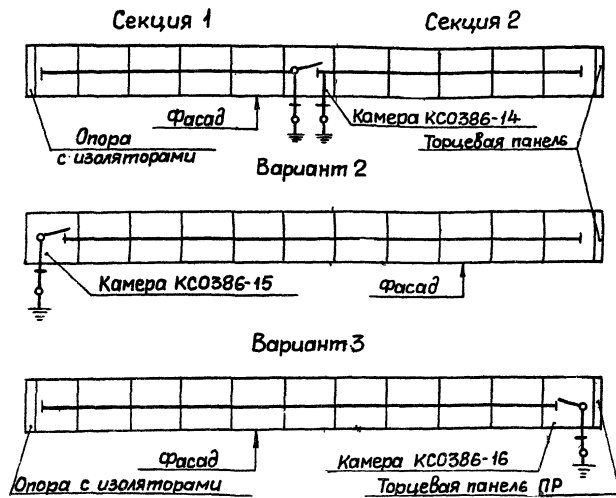 Секция 1
Секция 2
Фасад
Камера КСО386-14
Опора
с изоляторами
Торцевая панель
Вариант 2
Камера КСО386-15
Фасад
Вариант 3
Фасад
Камера КСО386-16
Опора с изоляторами
Торцевая панель ПР